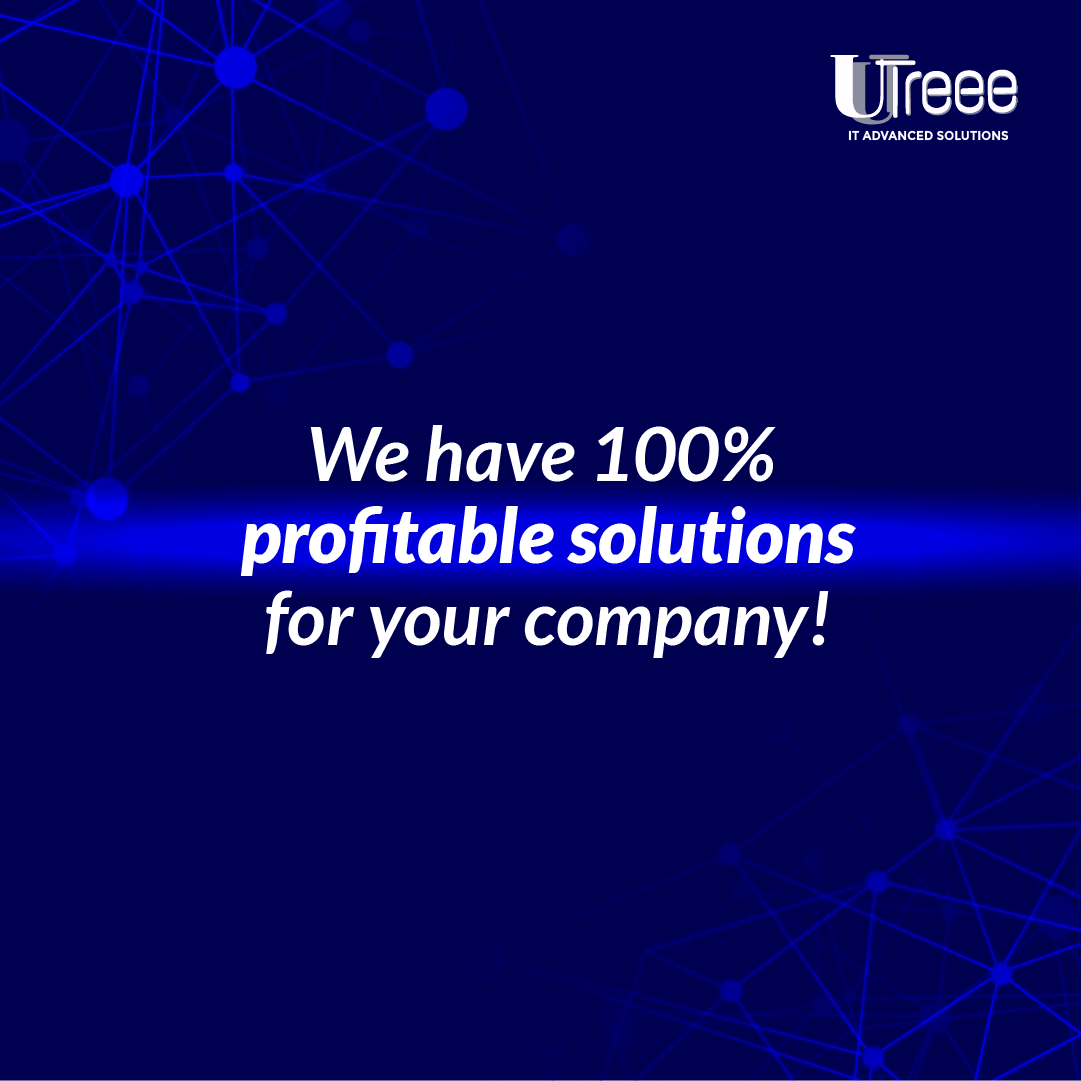 UTreee
IT ADVANCED SOLUTIONS
We have 100%
profitable solutions
for your company!